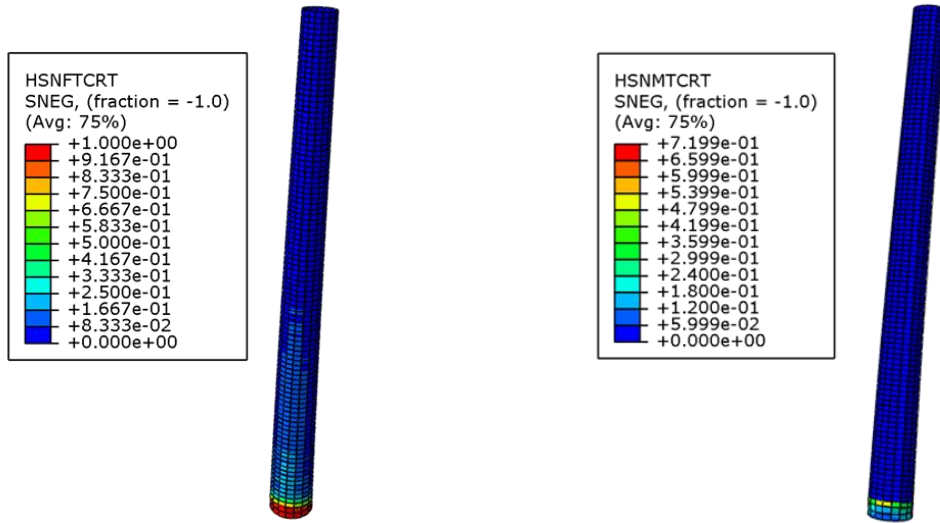 HSNFTCRT
SNEG, (fraction = -1.0)
(Avg: 75%)
+1.000e+00
+9.167e-01
+8.333e-01
+7.500e-01
+6.667e-01
+5.833e-01
+5.000e-01
+4.167e-01
+3.333e-01
+2.500e-01
+1.667e-01
+8.333e-02
+0.000e+00
HSNMTCRT
SNEG, (fraction = -1.0)
(Avg: 75%)
+7.199e-01
+6.599e-01
+5.999e-01
+5.399e-01
+4.799e-01
+4.199e-01
+3.599e-01
+2.999e-01
+2.400e-01
+1.800e-01
+1.200e-01
+5.999e-02
+0.000e+00